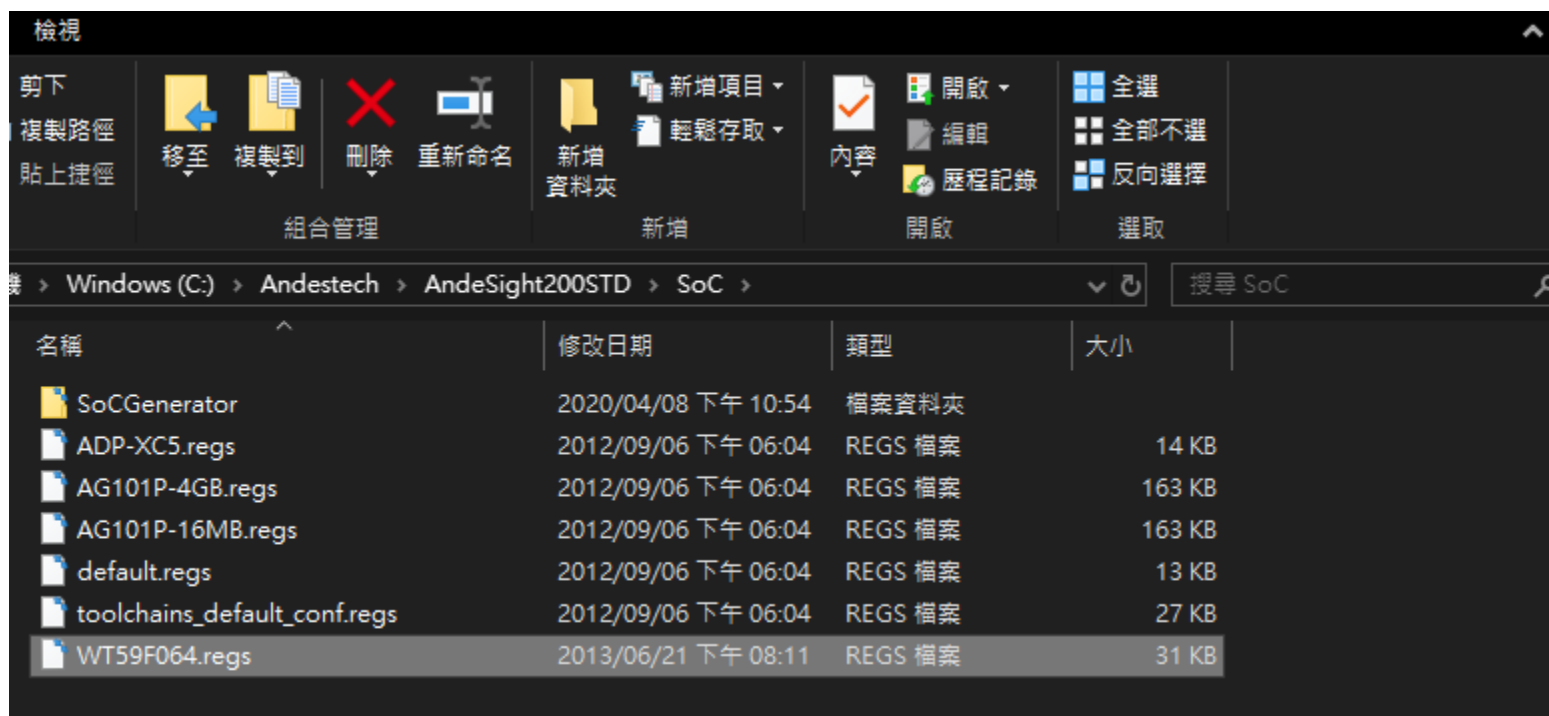 檢視
剪下
複製路徑
貼上捷徑
移至
複製到
刪除
重新命名
組合管理
新增
資料夾
新增項目
輕鬆存取
新增
內容
開啟
編輯
歷程記錄
開啟
全選
全部不選
反向選擇
選取
機 › Windows (C:) › Andestech › AndeSight200STD › SoC ›
搜尋 SoC
名稱 修改日期 類型 大小
SoCGenerator 2020/04/08 下午 10:54 檔案資料夾
ADP-XC5.regs 2012/09/06 下午 06:04 REGS 檔案 14 KB
AG101P-4GB.regs 2012/09/06 下午 06:04 REGS 檔案 163 KB
AG101P-16MB.regs 2012/09/06 下午 06:04 REGS 檔案 163 KB
default.regs 2012/09/06 下午 06:04 REGS 檔案 13 KB
toolchains_default_conf.regs 2012/09/06 下午 06:04 REGS 檔案 27 KB
WT59F064.regs 2013/06/21 下午 08:11 REGS 檔案 31 KB